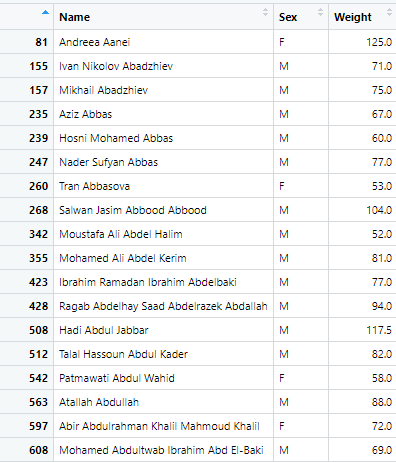 Name Sex Weight
81 Andreea Aanei F 125.0
155 Ivan Nikolov Abadzhiev M 71.0
157 Mikhail Abadzhiev M 75.0
235 Aziz Abbas M 67.0
239 Hosni Mohamed Abbas M 60.0
247 Nader Sufyan Abbas M 77.0
260 Tran Abbasova F 53.0
268 Salwan Jasim Abbood Abbood M 104.0
342 Moustafa Ali Abdel Halim M 52.0
355 Mohamed Ali Abdel Kerim M 81.0
423 Ibrahim Ramadan Ibrahim Abdelbaki M 77.0
428 Ragab Abdelhay Saad Abdelrazek Abdallah M 94.0
508 Hadi Abdul Jabbar M 117.5
512 Talal Hassoun Abdul Kader M 82.0
542 Patmawati Abdul Wahid F 58.0
563 Atallah Abdullah M 88.0
597 Abir Abdulrahman Khalil Mahmoud Khalil F 72.0
608 Mohamed Abdultwab Ibrahim Abd El-Baki M 69.0